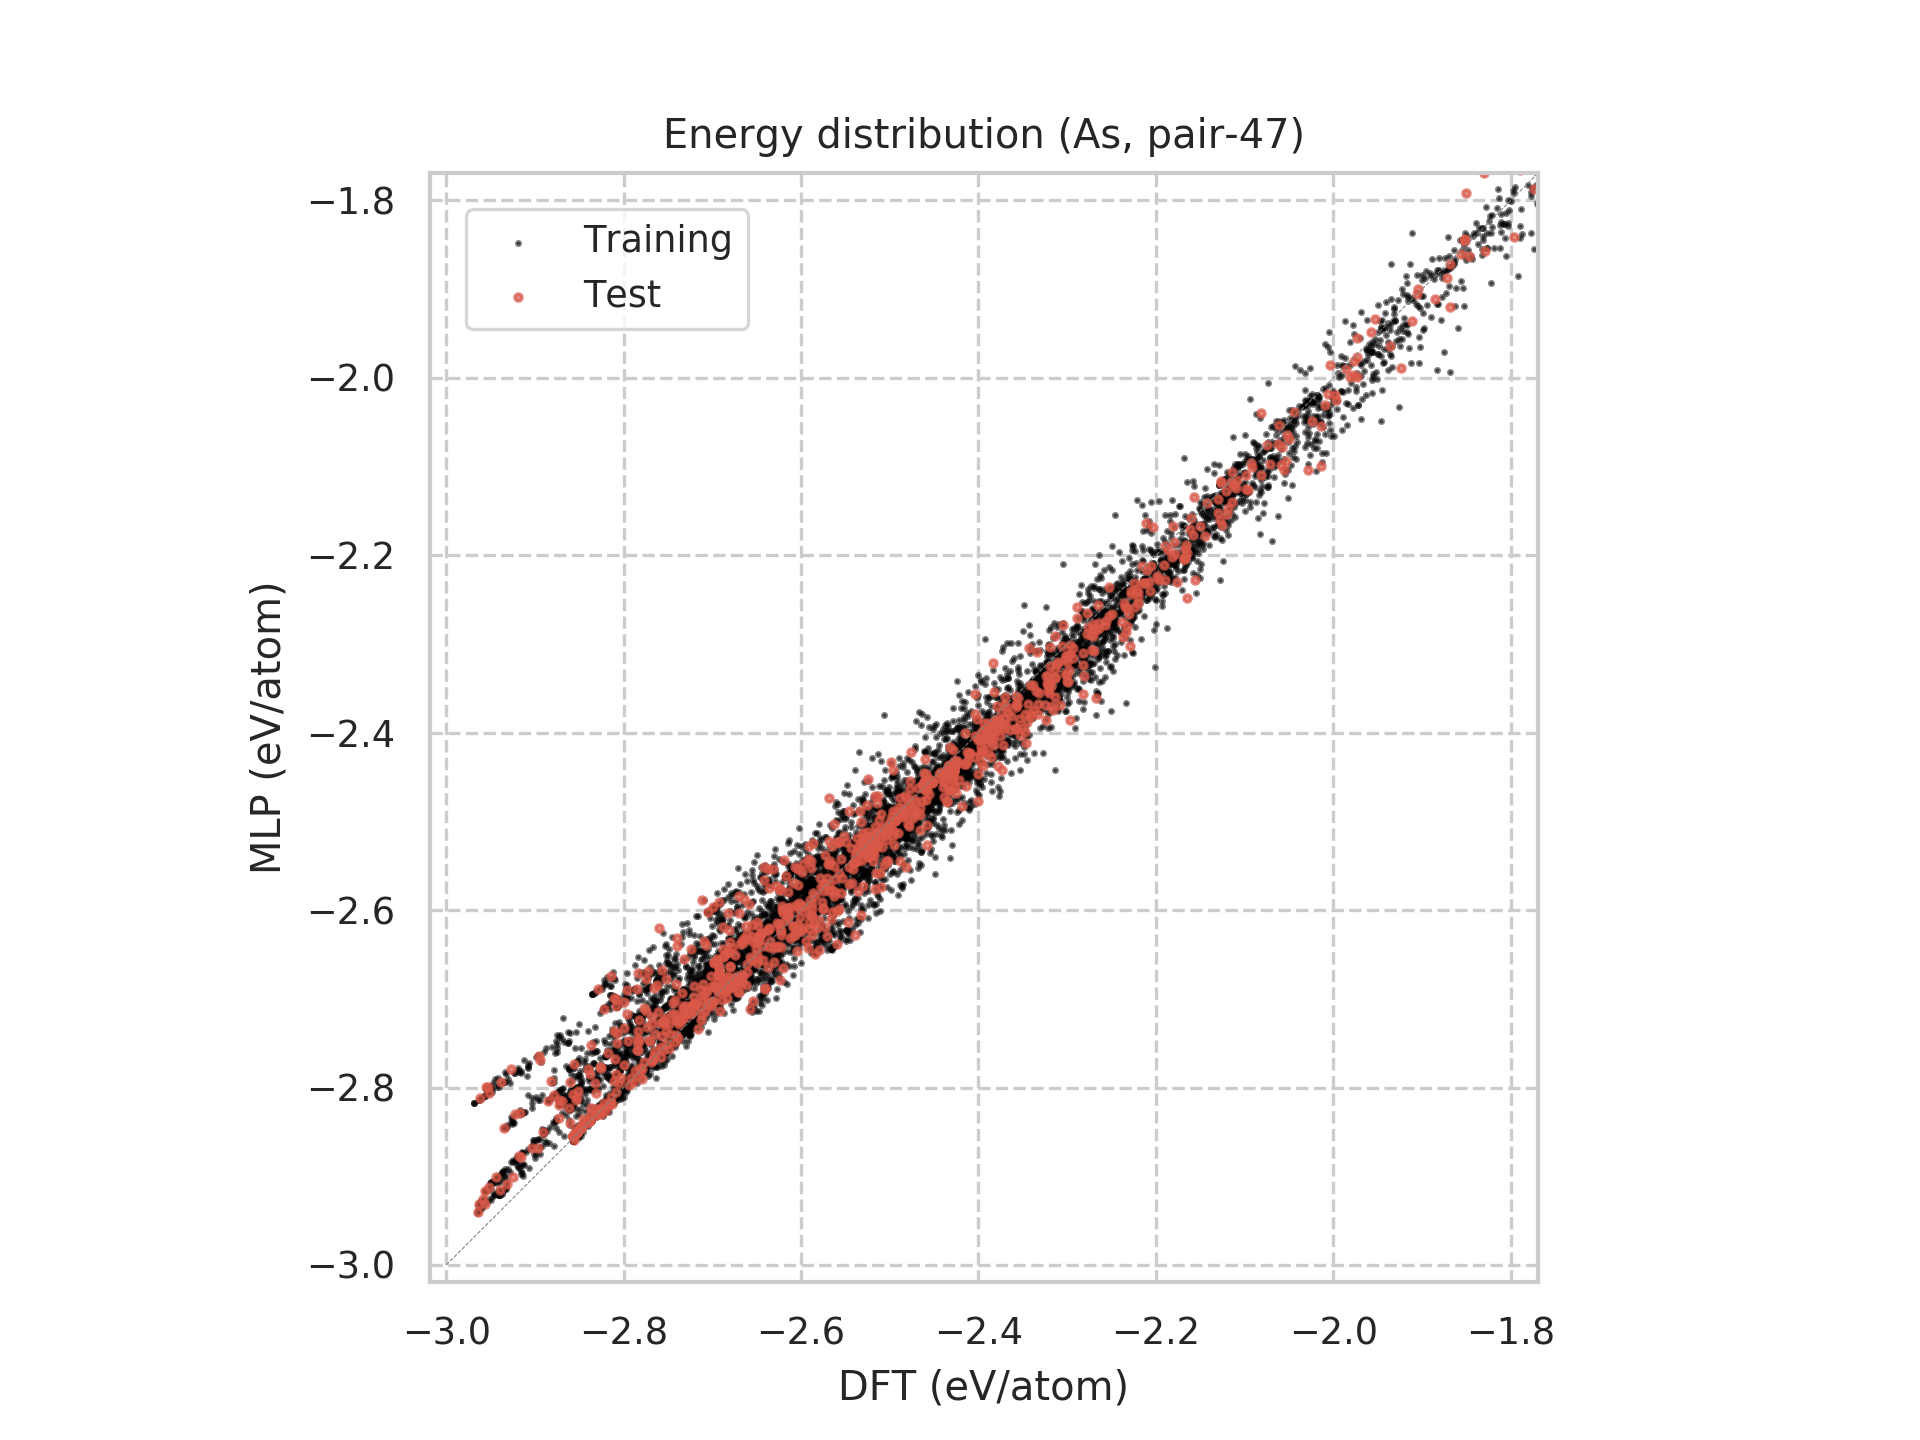 Energy distribution (As, pair-47)
Training
Test
−1.8
−2.0
−2.2
−2.4
−2.6
−2.8
−3.0
MLP (eV/atom)
−3.0 −2.8 −2.6 −2.4 −2.2 −2.0 −1.8
DFT (eV/atom)